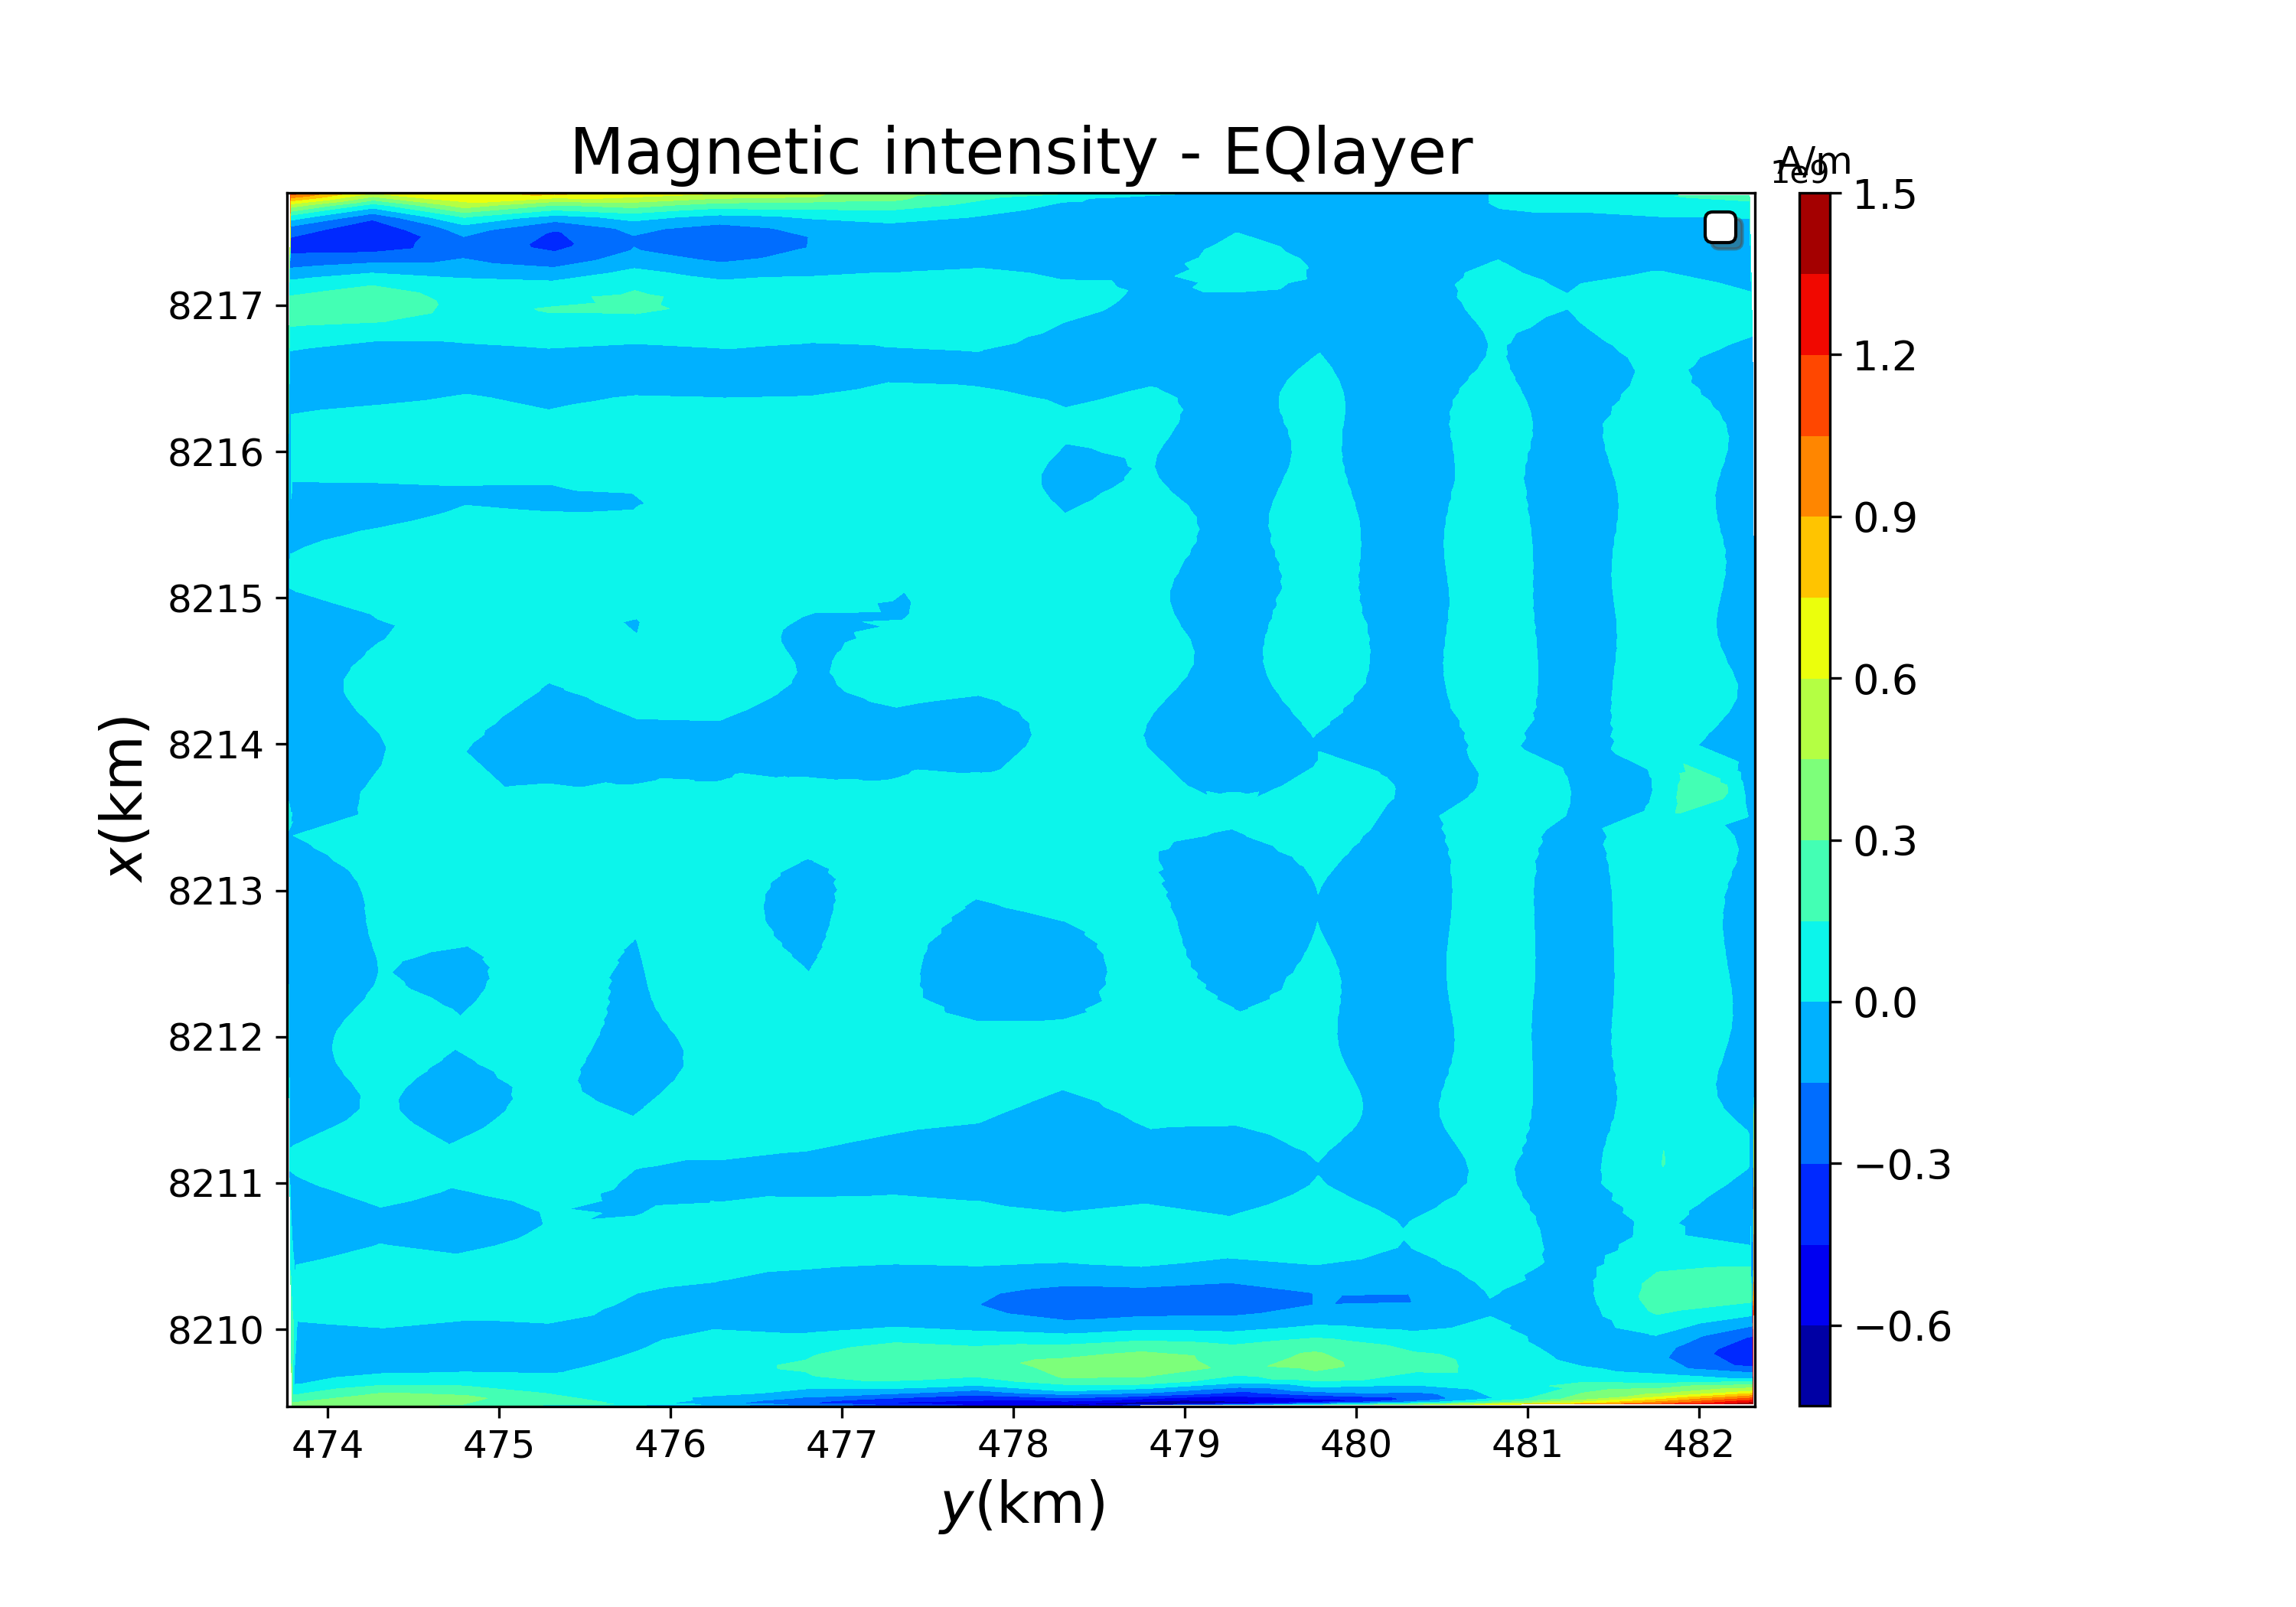 Magnetic intensity - EQlayer
A/m
1e9
1.5
1.2
0.9
0.6
0.3
0.0
−0.3
−0.6
8217
8216
8215
8214
8213
8212
8211
8210
x(km)
474 475 476 477 478 479 480 481 482
y(km)